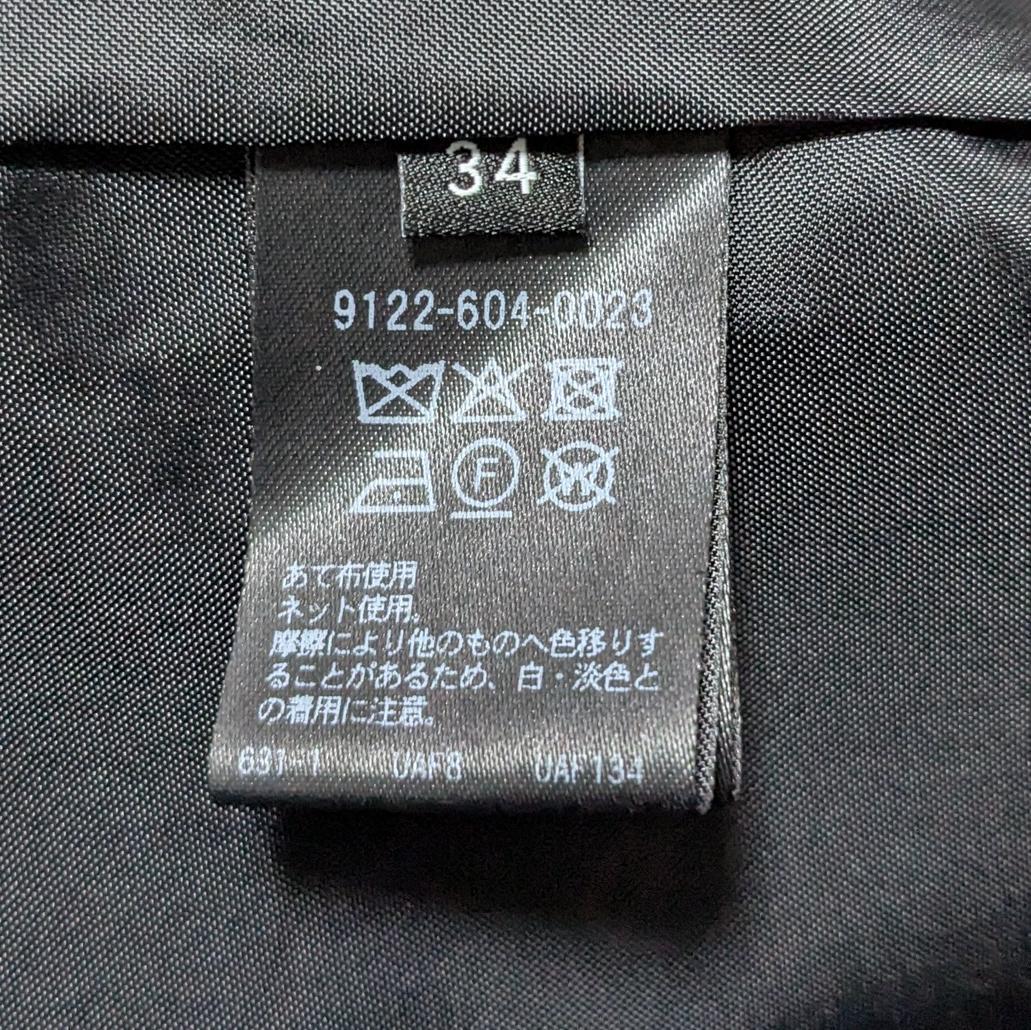 34
9122-604-0023
F
W
あて布使用
ネット使用。
摩擦により他のものへ色移りす
ることがあるため、白・淡色と
の着用に注意。
631-1 UAF8 UAF134